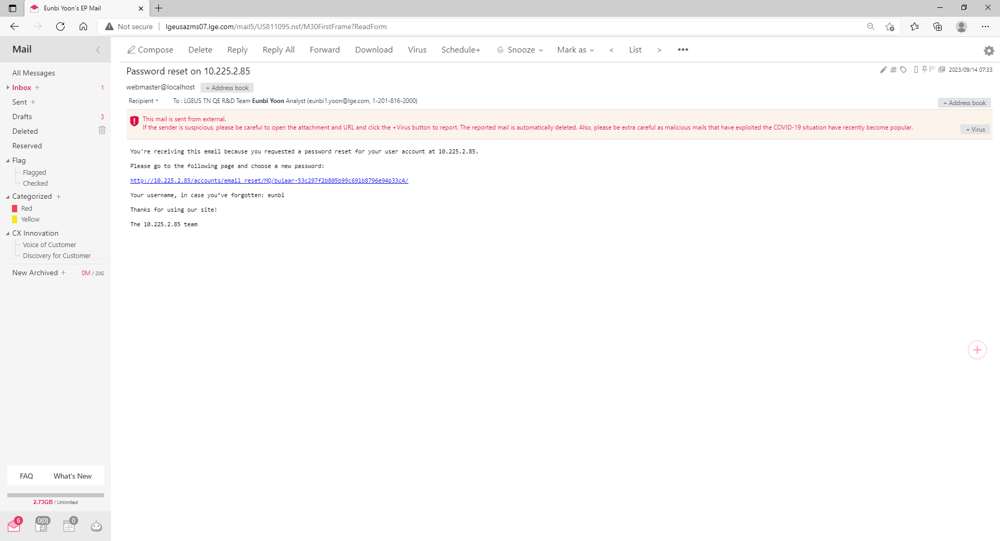 Eunbi Yoon`s EP Mail
Not secure
lgeusazms07.lge.com/mail5/US811095.nsf/M30FirstFrame?ReadForm
Mail
Compose Delete Reply Reply All Forward Download Virus Schedule+ Snooze Mark as < List > •••
All Messages
Inbox + 1
Sent +
Drafts 3
Deleted
Reserved
Flag
Flagged
Checked
Categorized +
Red
Yellow
CX Innovation
Voice of Customer
Discovery for Customer
New Archived + 0M / 20G
FAQ What's New
2.73GB / Unlimited
6 0(0) 0
Password reset on 10.225.2.85
2023/09/14 07:33
webmaster@localhost + Address book
Recipient To : LGEUS TN QE R&D Team Eunbi Yoon Analyst (eunbi1.yoon@lge.com, 1-201-816-2000)
+ Address book
This mail is sent from external.
If the sender is suspicious, please be careful to open the attachment and URL and click the +Virus button to report. The reported mail is automatically deleted. Also, please be extra careful as malicious mails that have exploited the COVID-19 situation have recently become popular.
+ Virus
You're receiving this email because you requested a password reset for your user account at 10.225.2.85.
Please go to the following page and choose a new password:
http://10.225.2.85/accounts/email_reset/MQ/buiaar-53c297f2b805b99c691b8796e94b33c4/
Your username, in case you’ve forgotten: eunbi
Thanks for using our site!
The 10.225.2.85 team